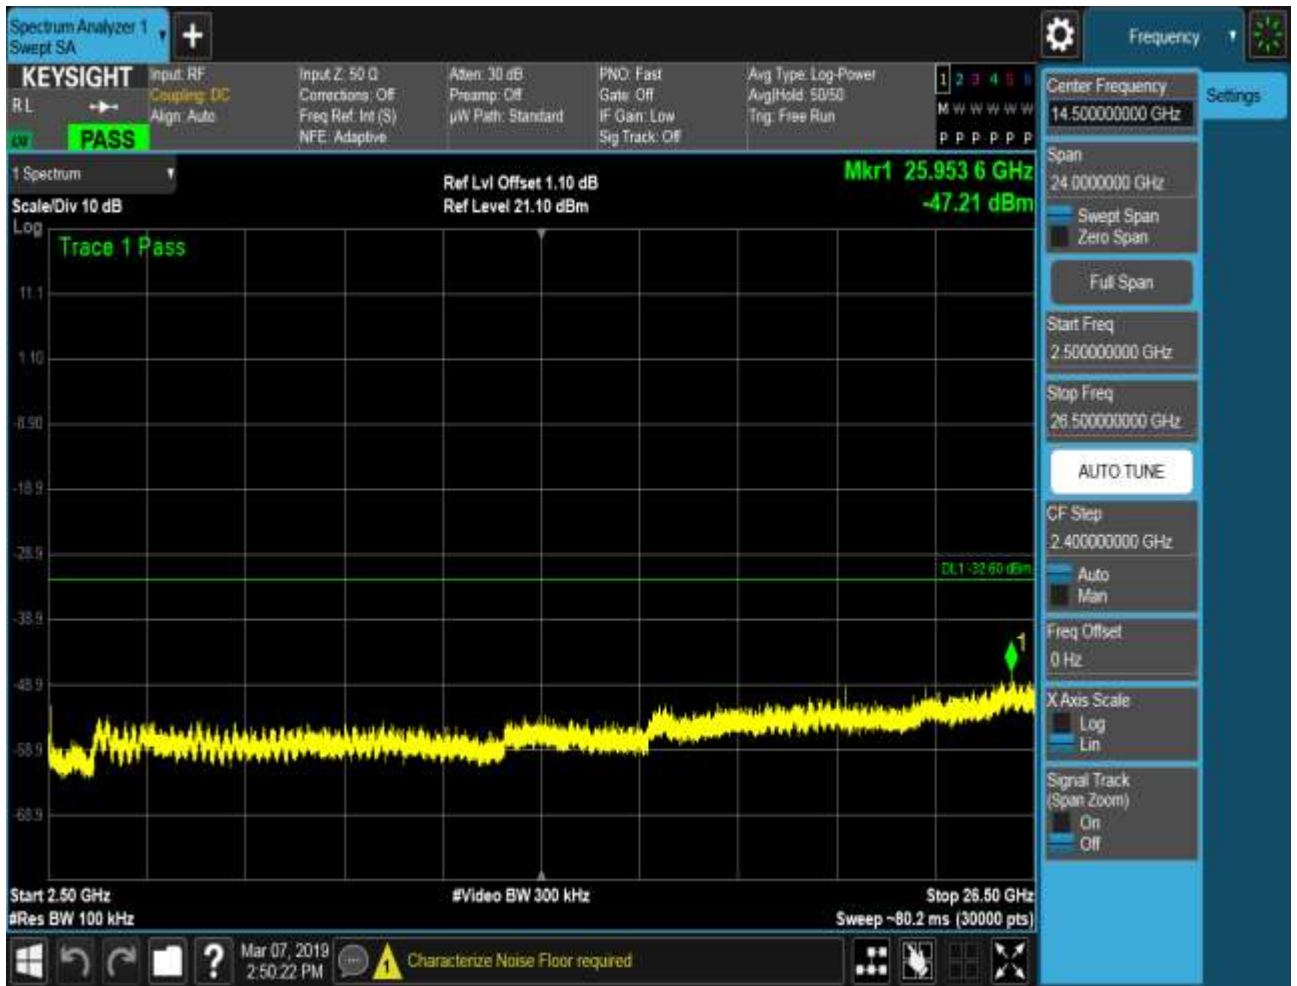 Spectrum Analyzer 1
Swept SA
Frequency
KEYSIGHT
RL
PASS
Input: RF
Coupling: DC
Align: Auto
Input Z: 50 Ω
Corrections: Off
Freq Ref: Int (S)
NFE: Adaptive
Atten: 30 dB
Preamp: Off
µW Path: Standard
PNO: Fast
Gate: Off
IF Gain: Low
Sig Track: Off
Avg Type: Log-Power
Avg|Hold: 50/50
Trig: Free Run
1 2 3 4 5 6
M W W W W W
P P P P P P
1 Spectrum
Scale/Div 10 dB
Ref Lvl Offset 1.10 dB
Ref Level 21.10 dBm
Mkr1 25.953 6 GHz
-47.21 dBm
Log
Trace 1 Pass
11.1
1.10
-8.90
-18.9
-28.9
DL1 -32.60 dBm
-38.9
1
-48.9
-58.9
-68.9
Start 2.50 GHz
#Video BW 300 kHz
Stop 26.50 GHz
#Res BW 100 kHz
Sweep ~80.2 ms (30000 pts)
Center Frequency
14.500000000 GHz
Settings
Span
24.0000000 GHz
Swept Span
Zero Span
Full Span
Start Freq
2.500000000 GHz
Stop Freq
26.500000000 GHz
AUTO TUNE
CF Step
2.400000000 GHz
Auto
Man
Freq Offset
0 Hz
X Axis Scale
Log
Lin
Signal Track
(Span Zoom)
On
Off
?
Mar 07, 2019
2:50:22 PM
1
Characterize Noise Floor required